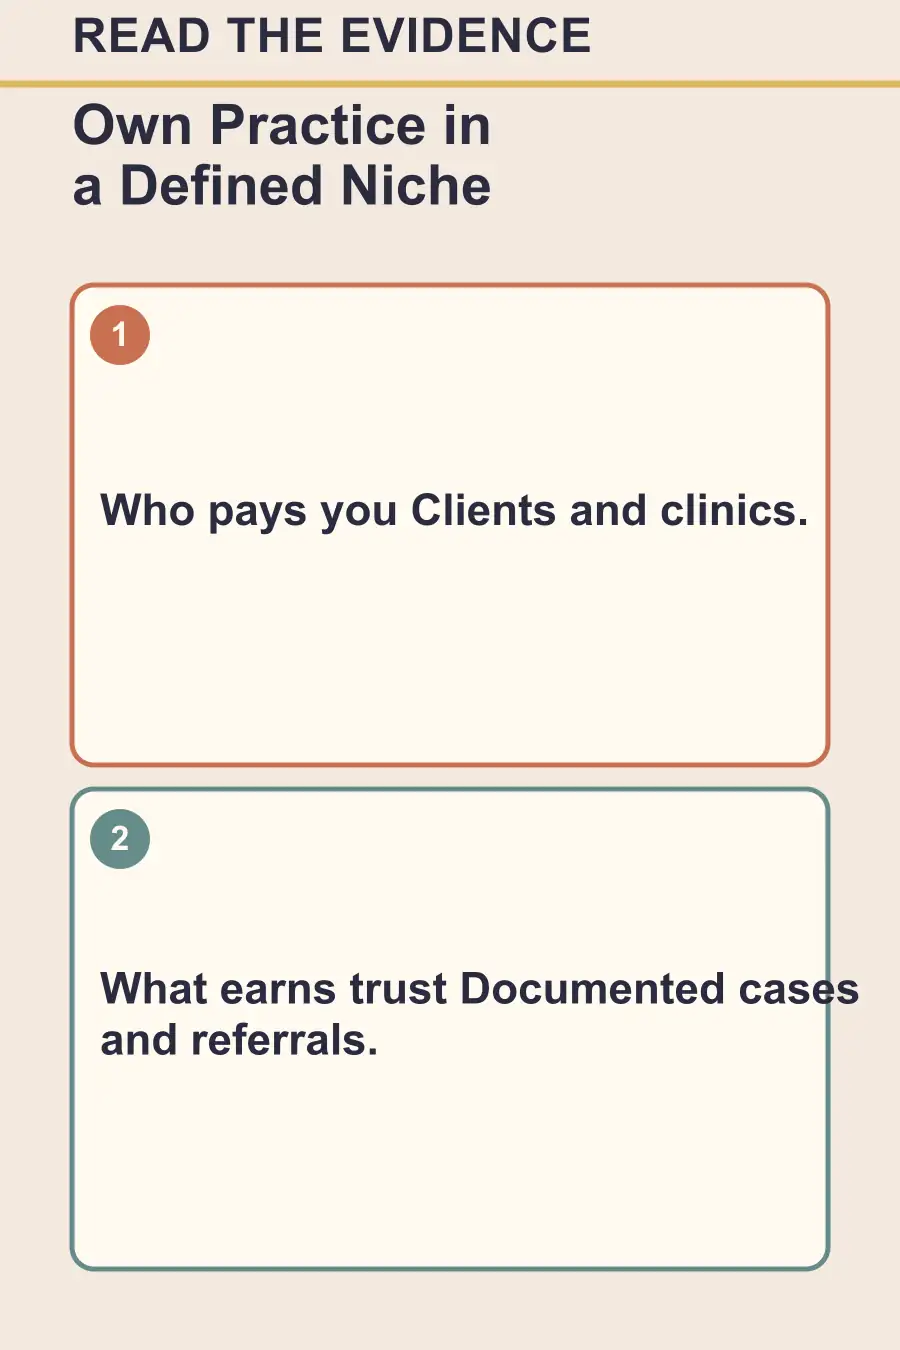 READ THE EVIDENCE
Own Practice in
a Defined Niche
1
Who pays you Clients and clinics.
2
What earns trust Documented cases
and referrals.